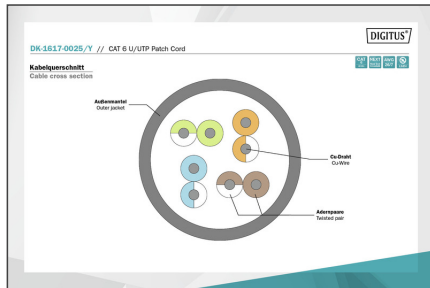 DIGITUS®
DK-1617-0025/Y // CAT 6 U/UTP Patch Cord
Kabelquerschnitt
Cable cross section
Außenmantel
Outer jacket
Cu-Draht
Cu-Wire
Adernpaare
Twisted pair